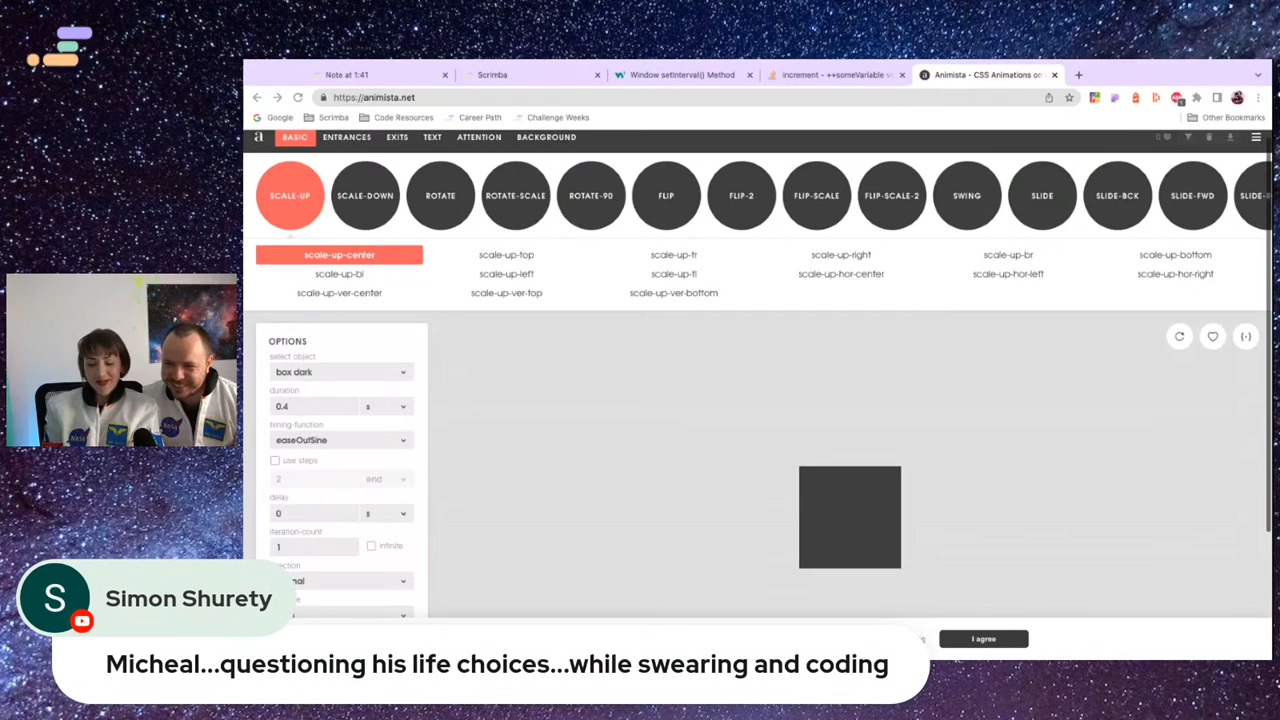 Note at 1:41
Scrimba
Window setInterval() Method
increment - ++someVariable v
Animista - CSS Animations on
https://animista.net
Google
Scrimba
Code Resources
Career Path
Challenge Weeks
Other Bookmarks
a BASIC ENTRANCES EXITS TEXT ATTENTION BACKGROUND
0
SCALE-UP SCALE-DOWN ROTATE ROTATE-SCALE ROTATE-90 FLIP FLIP-2 FLIP-SCALE FLIP-SCALE-2 SWING SLIDE SLIDE-BCK SLIDE-FWD
scale-up-center scale-up-top scale-up-tr scale-up-right scale-up-br scale-up-bottom
scale-up-bl scale-up-left scale-up-tl scale-up-hor-center scale-up-hor-left scale-up-hor-right
scale-up-ver-center scale-up-ver-top scale-up-ver-bottom
OPTIONS
select object
box dark
duration
0.4 s
timing-function
easeOutSine
use steps
2 end
delay
0 s
iteration-count
1 infinite
I agree
S
Simon Shurety
Micheal...questioning his life choices...while swearing and coding
NASA
NASA